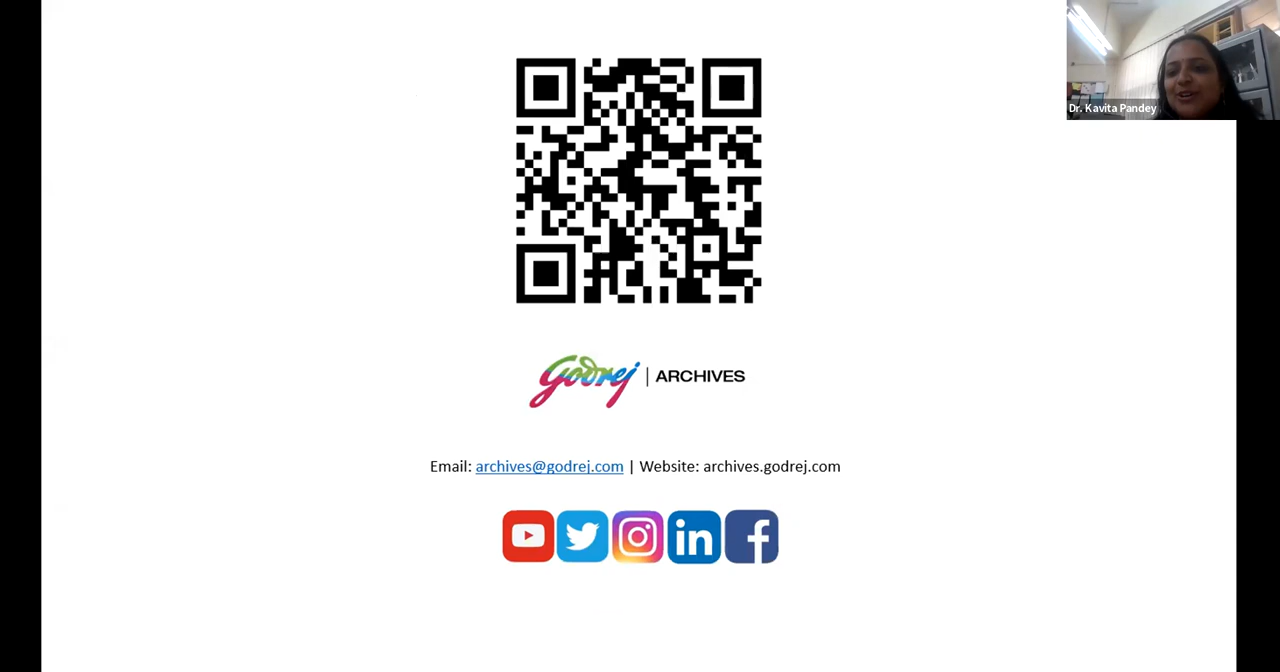 Dr. Kavita Pandey
Godrej | ARCHIVES
Email: archives@godrej.com | Website: archives.godrej.com